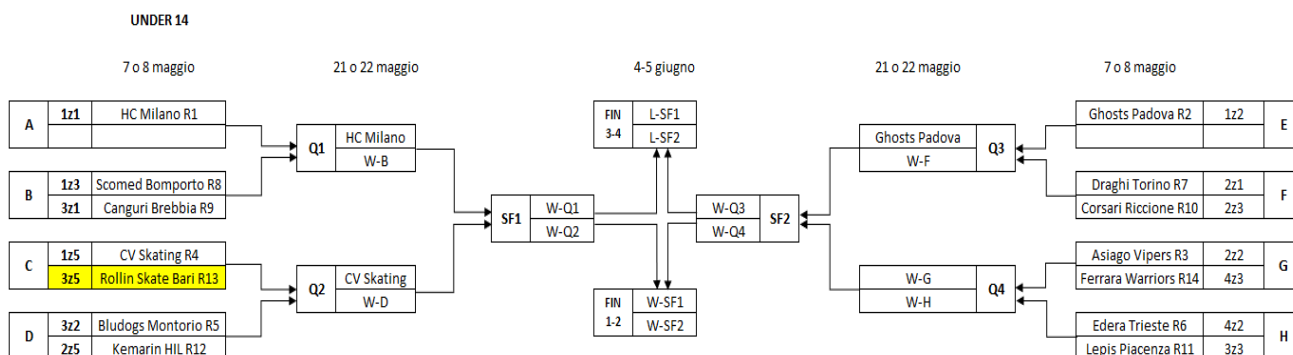 UNDER 14
7 o 8 maggio 21 o 22 maggio 4-5 giugno 21 o 22 maggio 7 o 8 maggio
A 1z1 HC Milano R1
B 1z3 Scomed Bomporto R8
3z1 Canguri Brebbia R9
C 1z5 CV Skating R4
3z5 Rollin Skate Bari R13
D 3z2 Bludogs Montorio R5
2z5 Kemarin HIL R12
Q1 HC Milano
W-B
Q2 CV Skating
W-D
SF1 W-Q1
W-Q2
FIN 3-4 L-SF1
L-SF2
FIN 1-2 W-SF1
W-SF2
W-Q3 SF2
W-Q4
Ghosts Padova Q3
W-F
W-G Q4
W-H
Ghosts Padova R2 1z2 E
Draghi Torino R7 2z1 F
Corsari Riccione R10 2z3
Asiago Vipers R3 2z2 G
Ferrara Warriors R14 4z3
Edera Trieste R6 4z2 H
Lepis Piacenza R11 3z3